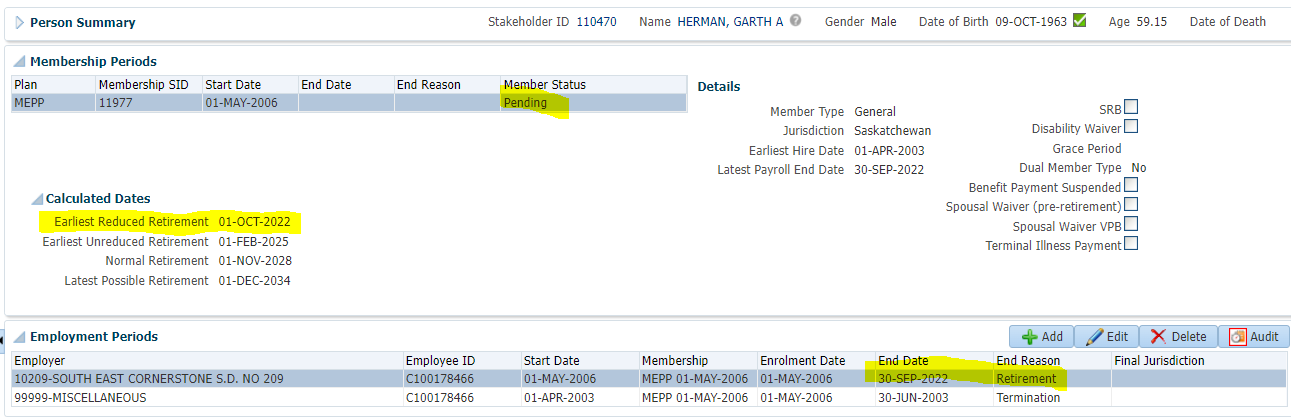 Person Summary Stakeholder ID 110470 Name HERMAN, GARTH A Gender Male Date of Birth 09-OCT-1963 Age 59.15 Date of Death
Membership Periods
Plan Membership SID Start Date End Date End Reason Member Status
MEPP 11977 01-MAY-2006 Pending
Details
Member Type General
Jurisdiction Saskatchewan
Earliest Hire Date 01-APR-2003
Latest Payroll End Date 30-SEP-2022
SRB
Disability Waiver
Grace Period
Dual Member Type No
Benefit Payment Suspended
Spousal Waiver (pre-retirement)
Spousal Waiver VPB
Terminal Illness Payment
Calculated Dates
Earliest Reduced Retirement 01-OCT-2022
Earliest Unreduced Retirement 01-FEB-2025
Normal Retirement 01-NOV-2028
Latest Possible Retirement 01-DEC-2034
Employment Periods Add Edit Delete Audit
Employer Employee ID Start Date Membership Enrolment Date End Date End Reason Final Jurisdiction
10209-SOUTH EAST CORNERSTONE S.D. NO 209 C100178466 01-MAY-2006 MEPP 01-MAY-2006 01-MAY-2006 30-SEP-2022 Retirement
99999-MISCELLANEOUS C100178466 01-APR-2003 MEPP 01-MAY-2006 01-MAY-2006 30-JUN-2003 Termination